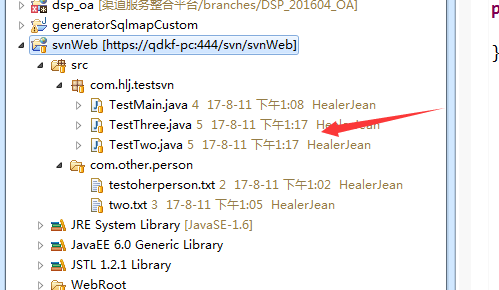 dsp_oa [渠道服务整合平台/branches/DSP_201604_OA]
generatorSqlmapCustom
svnWeb [https://qdkf-pc:444/svn/svnWeb]
src
com.hlj.testsvn
TestMain.java 4 17-8-11 下午1:08 HealerJean
TestThree.java 5 17-8-11 下午1:17 HealerJean
TestTwo.java 5 17-8-11 下午1:17 HealerJean
com.other.person
testoherperson.txt 2 17-8-11 下午1:02 HealerJean
two.txt 3 17-8-11 下午1:05 HealerJean
JRE System Library [JavaSE-1.6]
JavaEE 6.0 Generic Library
JSTL 1.2.1 Library
WebRoot
p
}